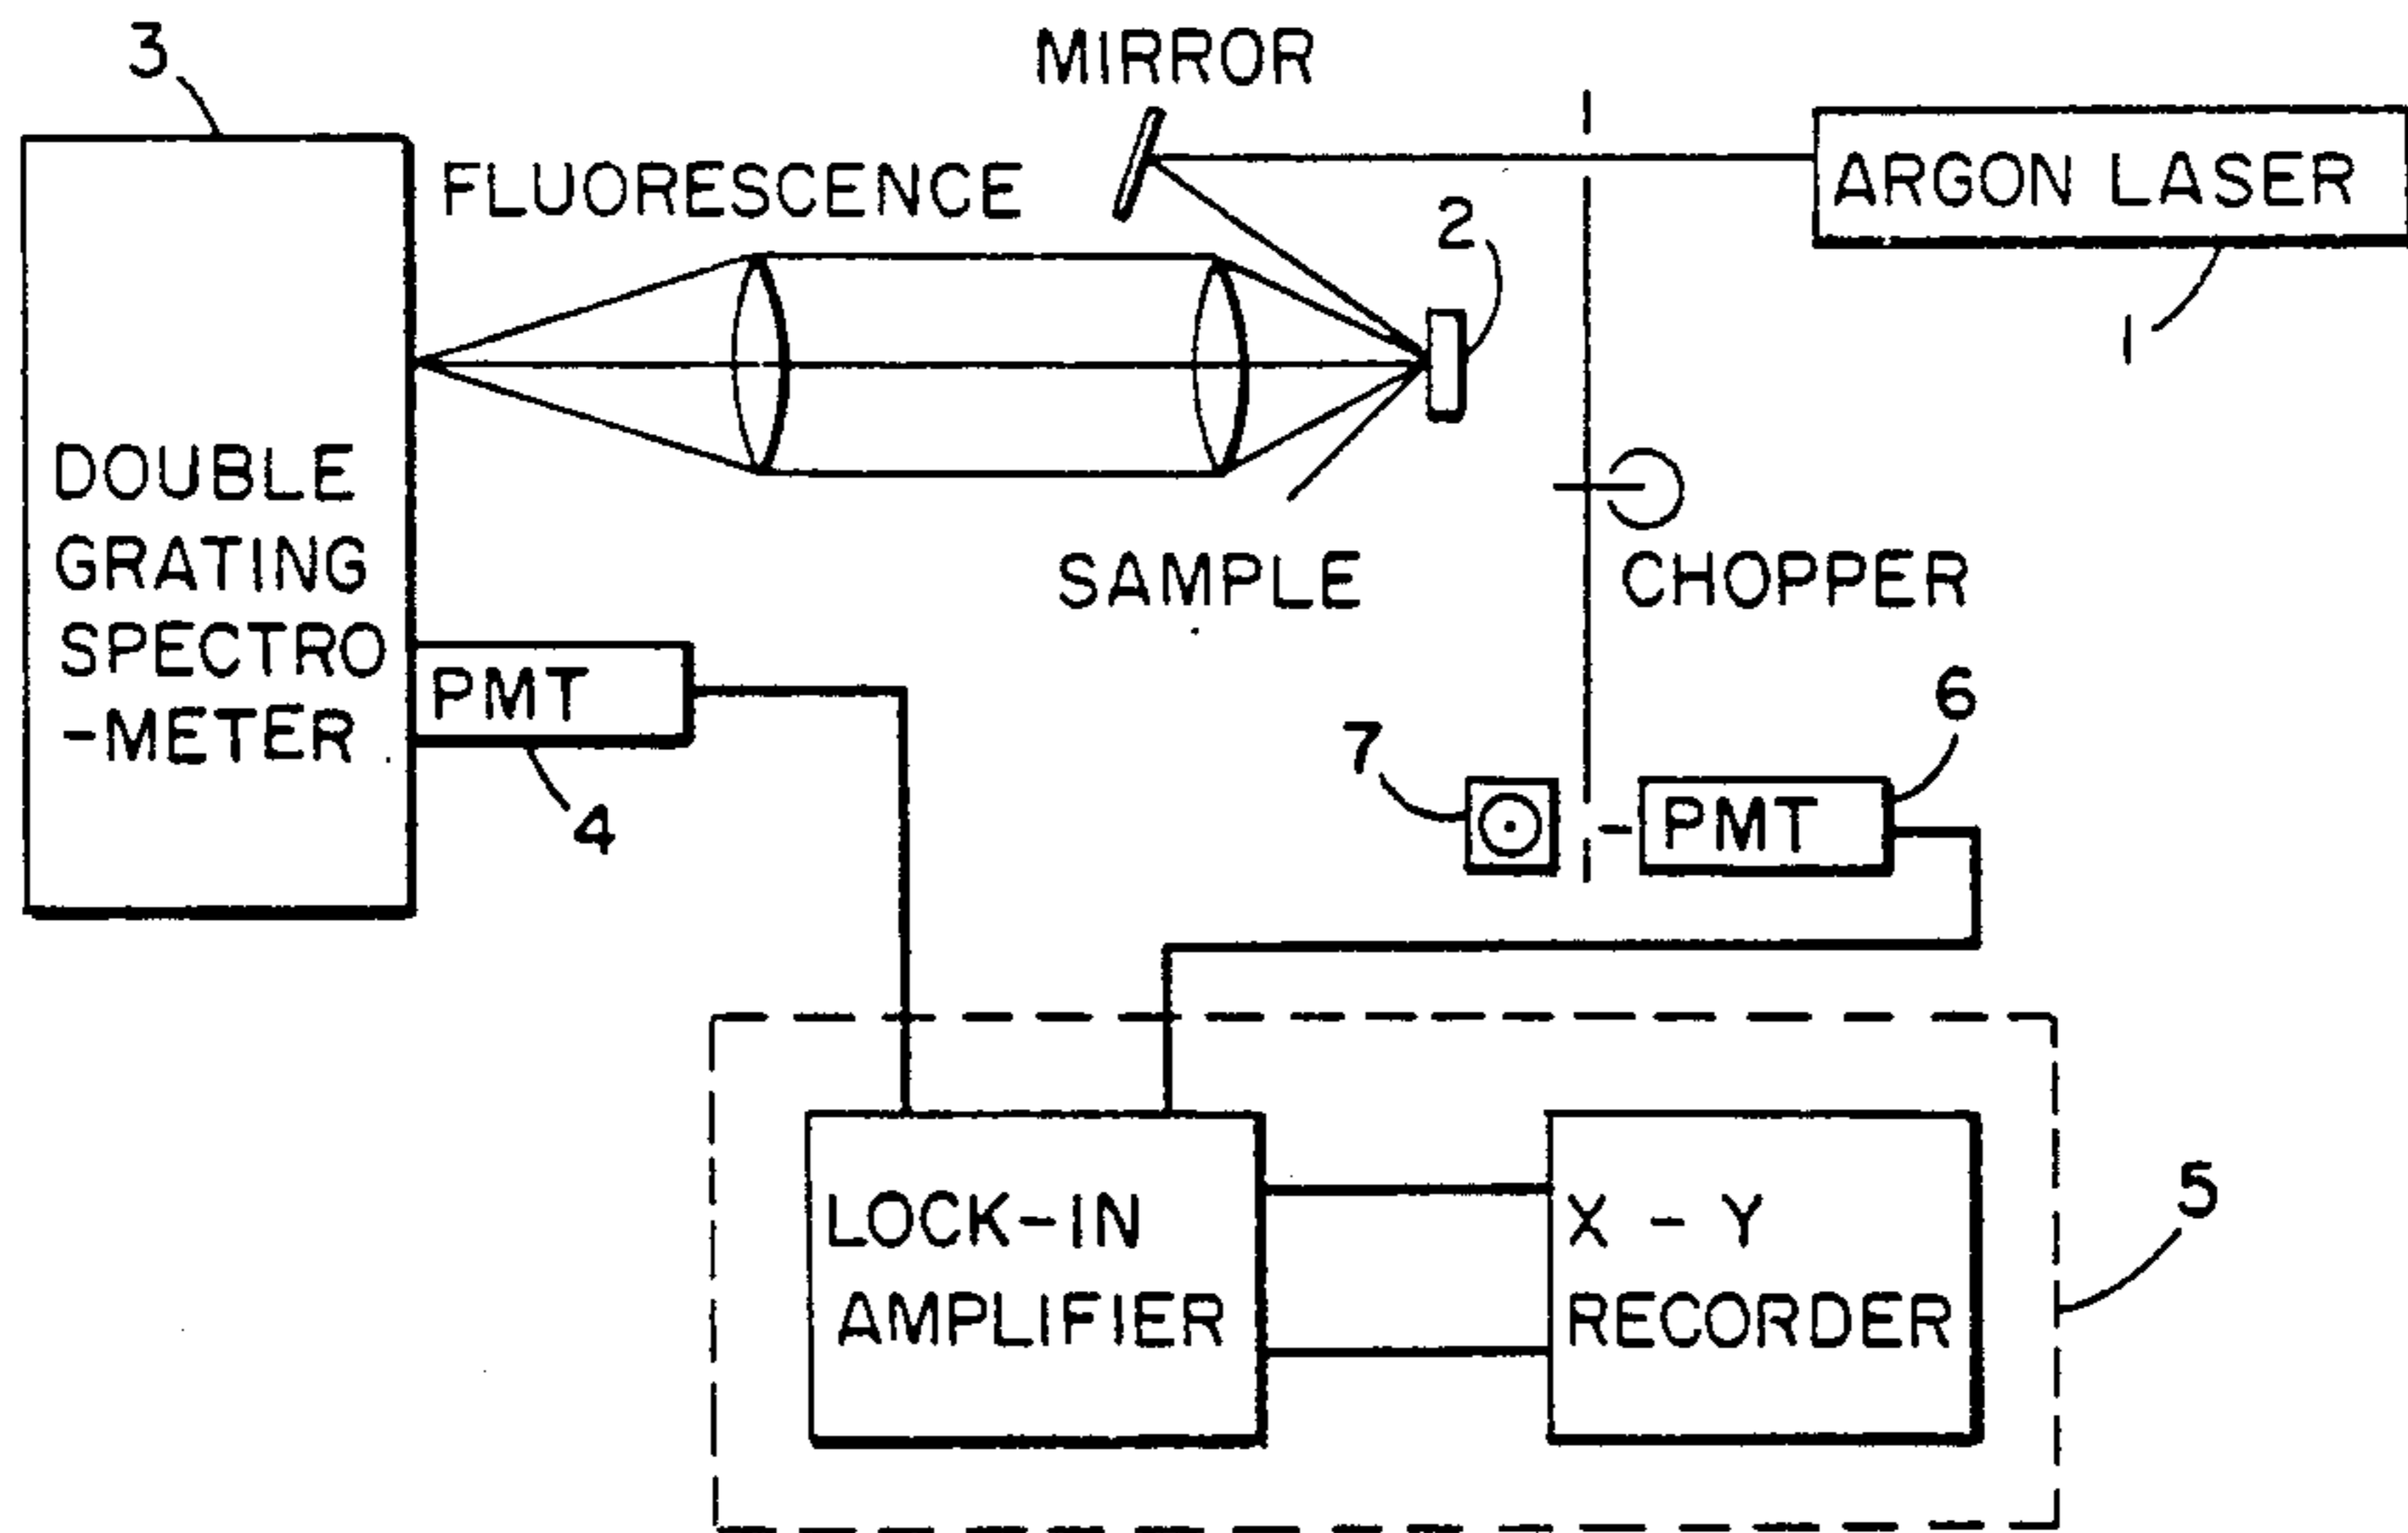 3
MIRROR
FLUORESCENCE
ARGON LASER
2
1
DOUBLE
GRATING
SPECTRO
-METER
SAMPLE
CHOPPER
PMT
4
7
6
PMT
LOCK-IN
AMPLIFIER
X - Y
RECORDER
5